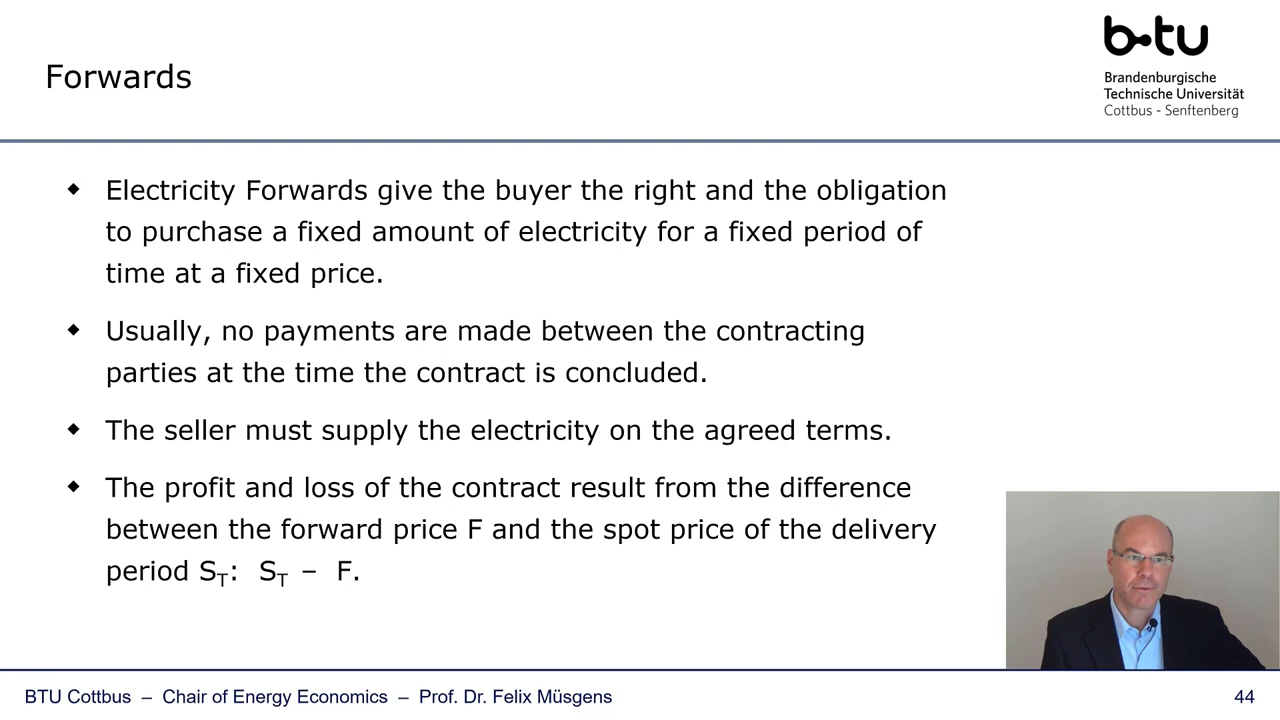 Forwards
b-tu
Brandenburgische
Technische Universität
Cottbus - Senftenberg
Electricity Forwards give the buyer the right and the obligation
to purchase a fixed amount of electricity for a fixed period of
time at a fixed price.
Usually, no payments are made between the contracting
parties at the time the contract is concluded.
The seller must supply the electricity on the agreed terms.
The profit and loss of the contract result from the difference
between the forward price F and the spot price of the delivery
period S_T: S_T – F.
BTU Cottbus – Chair of Energy Economics – Prof. Dr. Felix Müsgens
44